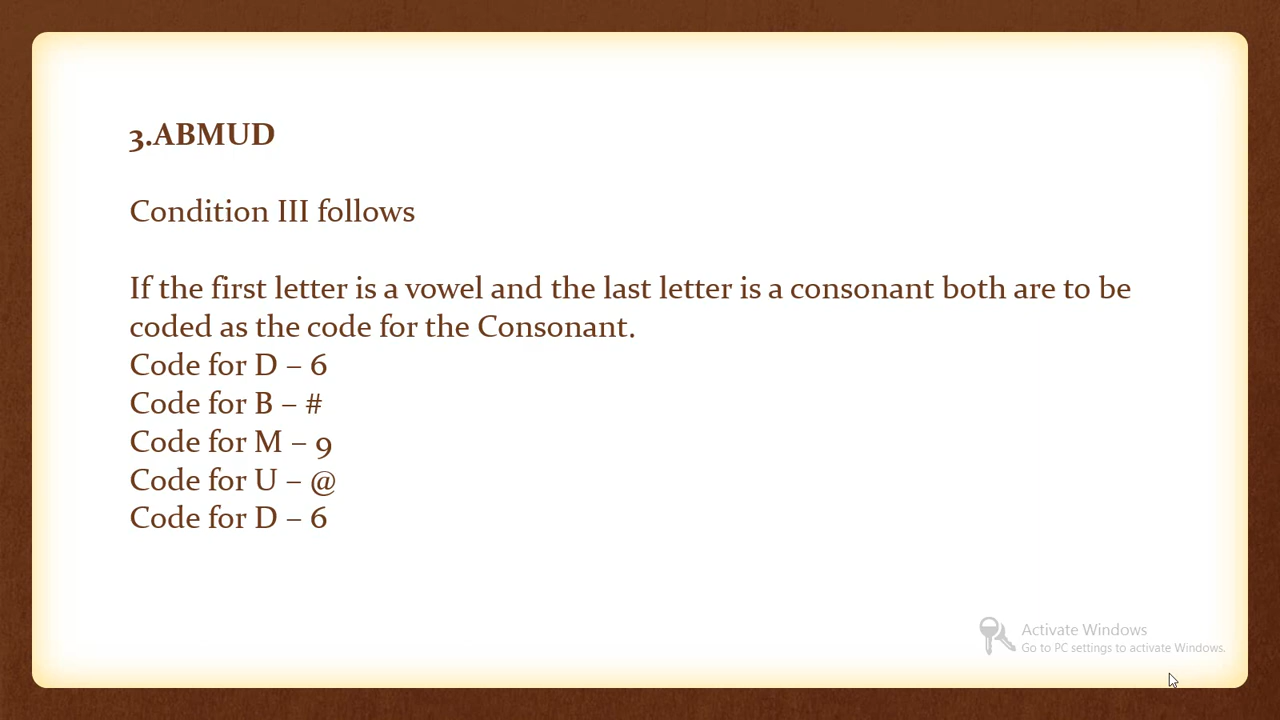 3.ABMUD
Condition III follows
If the first letter is a vowel and the last letter is a consonant both are to be
coded as the code for the Consonant.
Code for D – 6
Code for B – #
Code for M – 9
Code for U – @
Code for D – 6
Activate Windows
Go to PC settings to activate Windows.